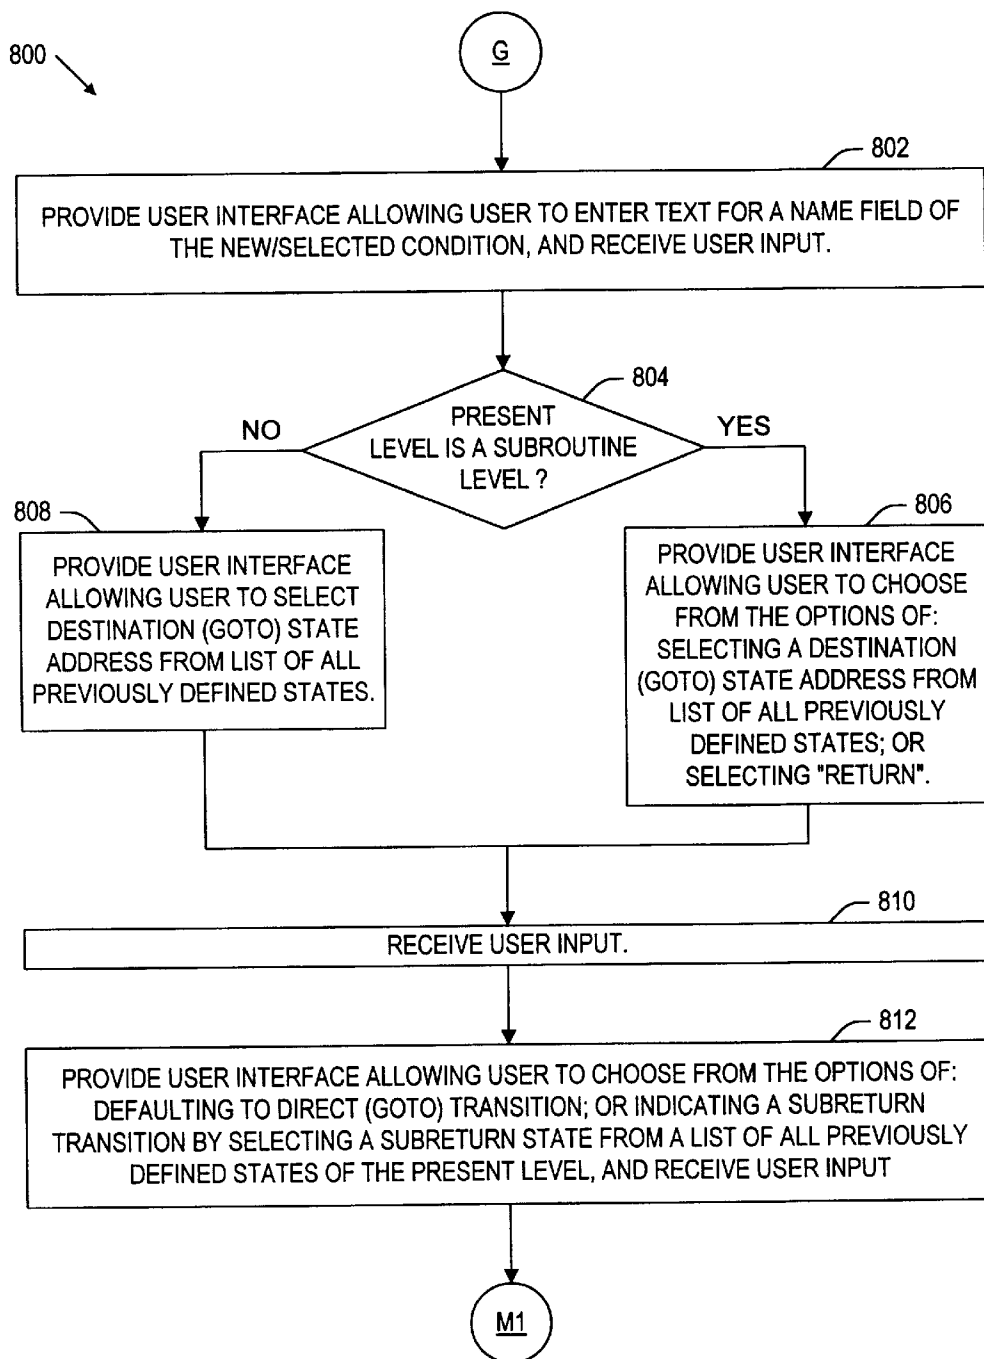 G
800
802
PROVIDE USER INTERFACE ALLOWING USER TO ENTER TEXT FOR A NAME FIELD OF
THE NEW/SELECTED CONDITION, AND RECEIVE USER INPUT.
804
PRESENT
LEVEL IS A SUBROUTINE
LEVEL ?
NO
YES
808
PROVIDE USER INTERFACE
ALLOWING USER TO SELECT
DESTINATION (GOTO) STATE
ADDRESS FROM LIST OF ALL
PREVIOUSLY DEFINED STATES.
806
PROVIDE USER INTERFACE
ALLOWING USER TO CHOOSE
FROM THE OPTIONS OF:
SELECTING A DESTINATION
(GOTO) STATE ADDRESS FROM
LIST OF ALL PREVIOUSLY
DEFINED STATES; OR
SELECTING "RETURN".
810
RECEIVE USER INPUT.
812
PROVIDE USER INTERFACE ALLOWING USER TO CHOOSE FROM THE OPTIONS OF:
DEFAULTING TO DIRECT (GOTO) TRANSITION; OR INDICATING A SUBRETURN
TRANSITION BY SELECTING A SUBRETURN STATE FROM A LIST OF ALL PREVIOUSLY
DEFINED STATES OF THE PRESENT LEVEL, AND RECEIVE USER INPUT
M1